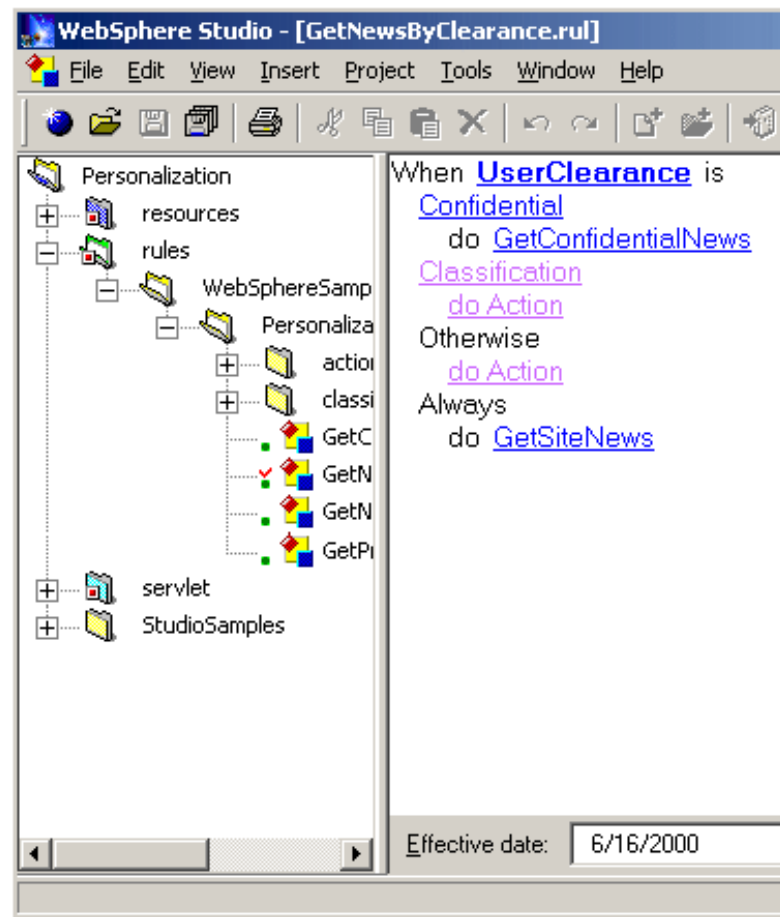 WebSphere Studio - [GetNewsByClearance.rul]
File Edit View Insert Project Tools Window Help
Personalization
resources
rules
WebSphereSamp
Personaliza
action
classi
GetC
GetN
GetN
GetPr
servlet
StudioSamples
When UserClearance is
Confidential
do GetConfidentialNews
Classification
do Action
Otherwise
do Action
Always
do GetSiteNews
Effective date: 6/16/2000